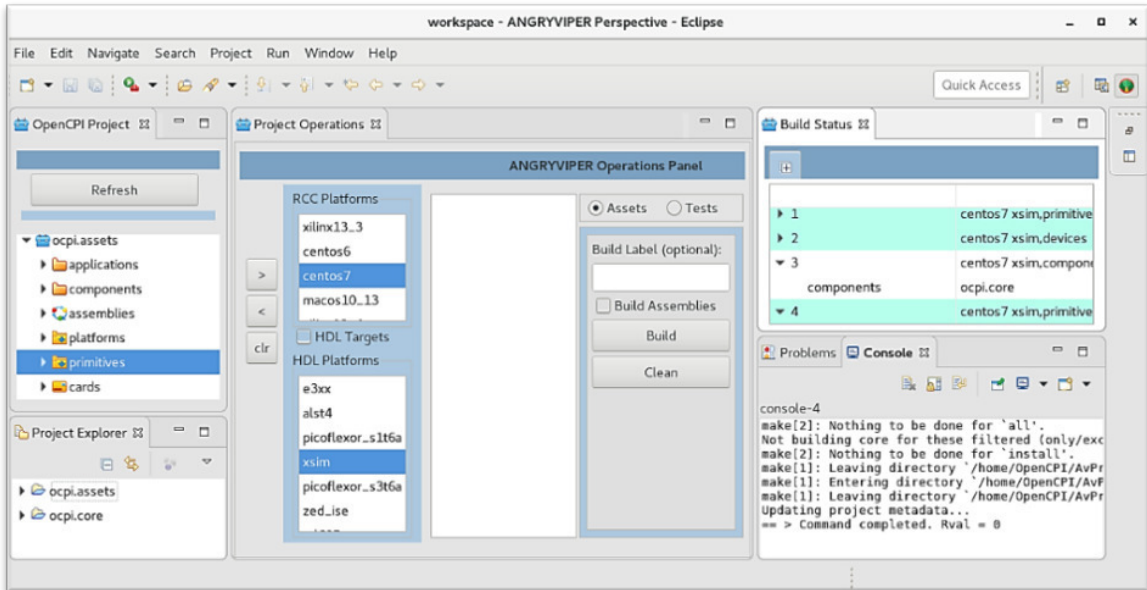 workspace - ANGRYVIPER Perspective - Eclipse
File Edit Navigate Search Project Run Window Help
Quick Access
OpenCPI Project
Refresh
ocpi.assets
applications
components
assemblies
platforms
primitives
cards
Project Explorer
ocpi.assets
ocpi.core
Project Operations
ANGRYVIPER Operations Panel
>
<
clr
RCC Platforms
xilinx13_3
centos6
centos7
macos10_13
HDL Targets
HDL Platforms
e3xx
alst4
picoflexor_s1t6a
xsim
picoflexor_s3t6a
zed_ise
Assets Tests
Build Label (optional):
Build Assemblies
Build
Clean
Build Status
1 centos7 xsim,primitive
2 centos7 xsim,devices
3 centos7 xsim,compon
components ocpi.core
4 centos7 xsim,primitive
Problems Console
console-4
make[2]: Nothing to be done for `all'.
Not building core for these filtered (only/exc
make[2]: Nothing to be done for `install'.
make[1]: Leaving directory `/home/OpenCPI/AvPr
make[1]: Entering directory `/home/OpenCPI/AvF
make[1]: Leaving directory `/home/OpenCPI/AvPr
Updating project metadata...
== > Command completed. Rval = 0